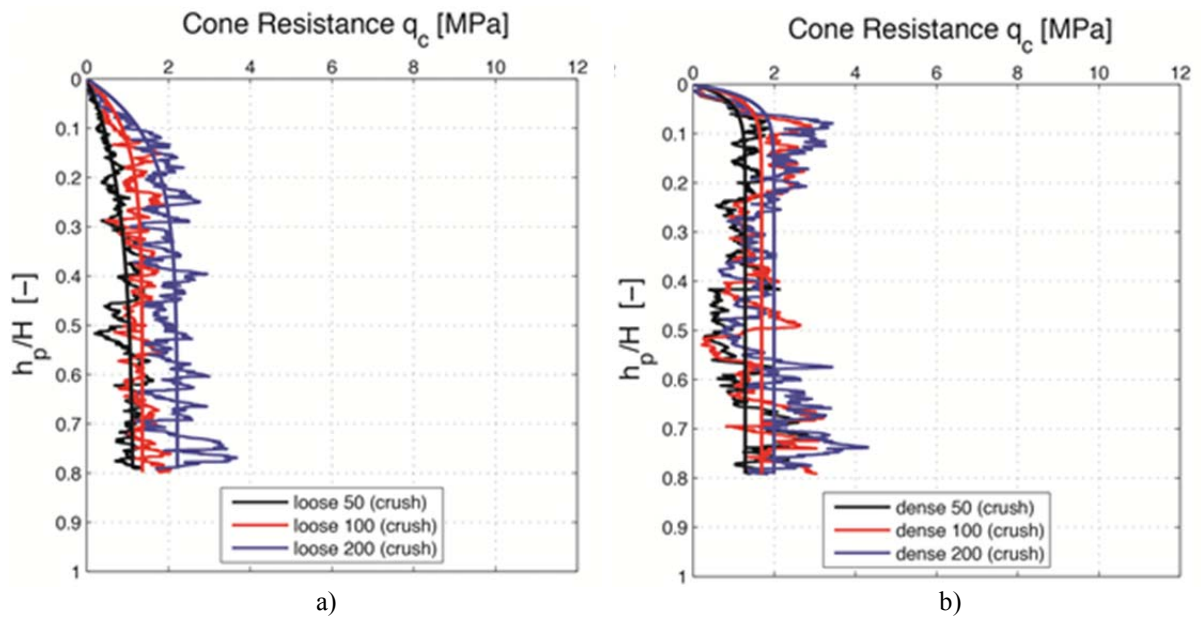 a)
b)
Cone Resistance q_c [MPa]
0 2 4 6 8 10 12
0
0.1
0.2
0.3
0.4
0.5
0.6
0.7
0.8
0.9
1
h_p/H [−]
loose 50 (crush)
loose 100 (crush)
loose 200 (crush)
a)
Cone Resistance q_c [MPa]
0 2 4 6 8 10 12
0
0.1
0.2
0.3
0.4
0.5
0.6
0.7
0.8
0.9
1
h_p/H [−]
dense 50 (crush)
dense 100 (crush)
dense 200 (crush)
b)